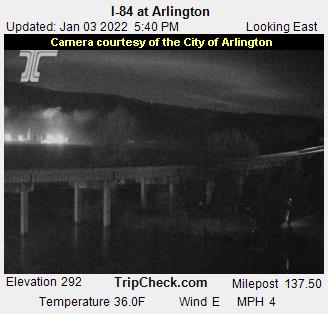 I-84 at Arlington
Updated: Jan 03 2022 5:40 PM Looking East
Camera courtesy of the City of Arlington
Elevation 292 TripCheck.com Milepost 137.50
Temperature 36.0F Wind E MPH 4